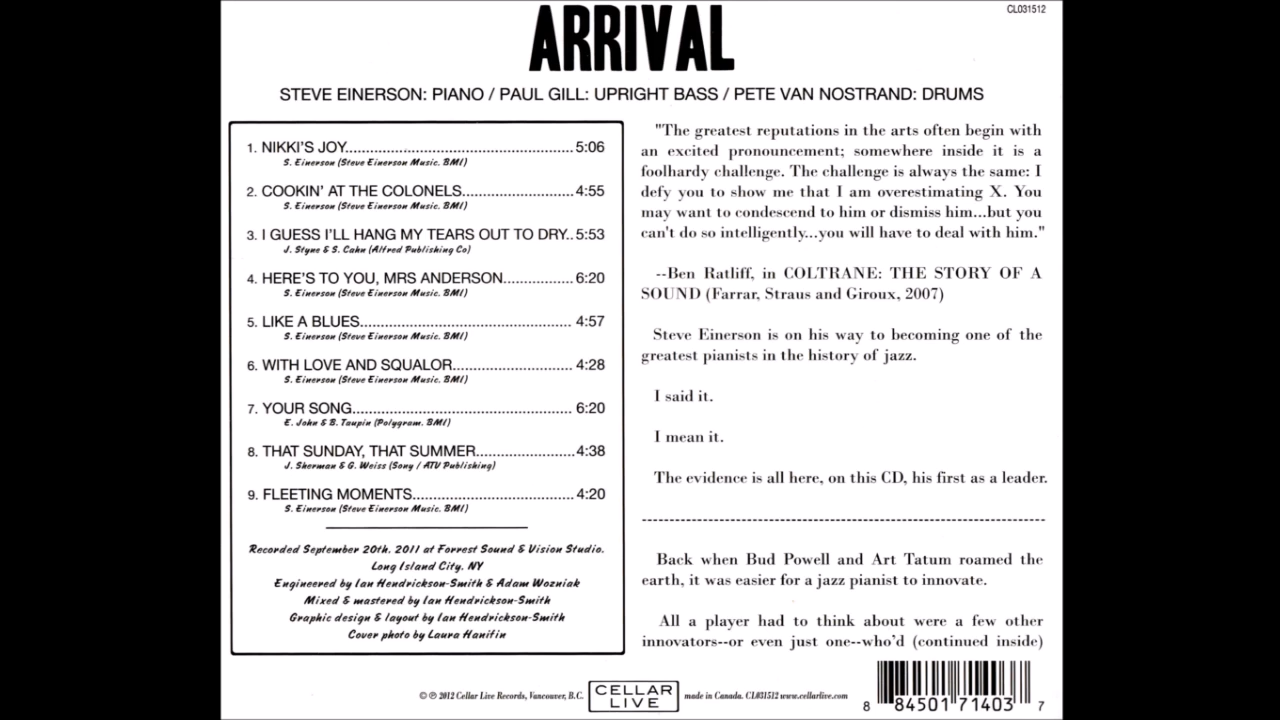 CL031512
ARRIVAL
STEVE EINERSON: PIANO / PAUL GILL: UPRIGHT BASS / PETE VAN NOSTRAND: DRUMS
1. NIKKI'S JOY..........................................................5:06
S. Einerson (Steve Einerson Music. BMI)
2. COOKIN' AT THE COLONELS............................4:55
S. Einerson (Steve Einerson Music. BMI)
3. I GUESS I'LL HANG MY TEARS OUT TO DRY..5:53
J. Styne & S. Cahn (Alfred Publishing Co)
4. HERE'S TO YOU, MRS ANDERSON.................6:20
S. Einerson (Steve Einerson Music. BMI)
5. LIKE A BLUES.................................................... 4:57
S. Einerson (Steve Einerson Music. BMI)
6. WITH LOVE AND SQUALOR............................. 4:28
S. Einerson (Steve Einerson Music. BMI)
7. YOUR SONG...................................................... 6:20
E. John & B. Taupin (Polygram. BMI)
8. THAT SUNDAY, THAT SUMMER........................4:38
J. Sherman & G. Weiss (Sony / ATV Publishing)
9. FLEETING MOMENTS........................................4:20
S. Einerson (Steve Einerson Music. BMI)
Recorded September 20th. 2011 at Forrest Sound & Vision Studio.
Long Island City. NY
Engineered by Ian Hendrickson-Smith & Adam Wozniak
Mixed & mastered by Ian Hendrickson-Smith
Graphic design & layout by Ian Hendrickson-Smith
Cover photo by Laura Hanifin
"The greatest reputations in the arts often begin with
an excited pronouncement; somewhere inside it is a
foolhardy challenge. The challenge is always the same: I
defy you to show me that I am overestimating X. You
may want to condescend to him or dismiss him...but you
can't do so intelligently...you will have to deal with him."
--Ben Ratliff, in COLTRANE: THE STORY OF A
SOUND (Farrar, Straus and Giroux, 2007)
Steve Einerson is on his way to becoming one of the
greatest pianists in the history of jazz.
I said it.
I mean it.
The evidence is all here, on this CD, his first as a leader.
Back when Bud Powell and Art Tatum roamed the
earth, it was easier for a jazz pianist to innovate.
All a player had to think about were a few other
innovators--or even just one--who'd (continued inside)
© ℗ 2012 Cellar Live Records, Vancouver, B.C.
CELLAR
LIVE
made in Canada. CL031512 www.cellarlive.com
8 84501 71403 7